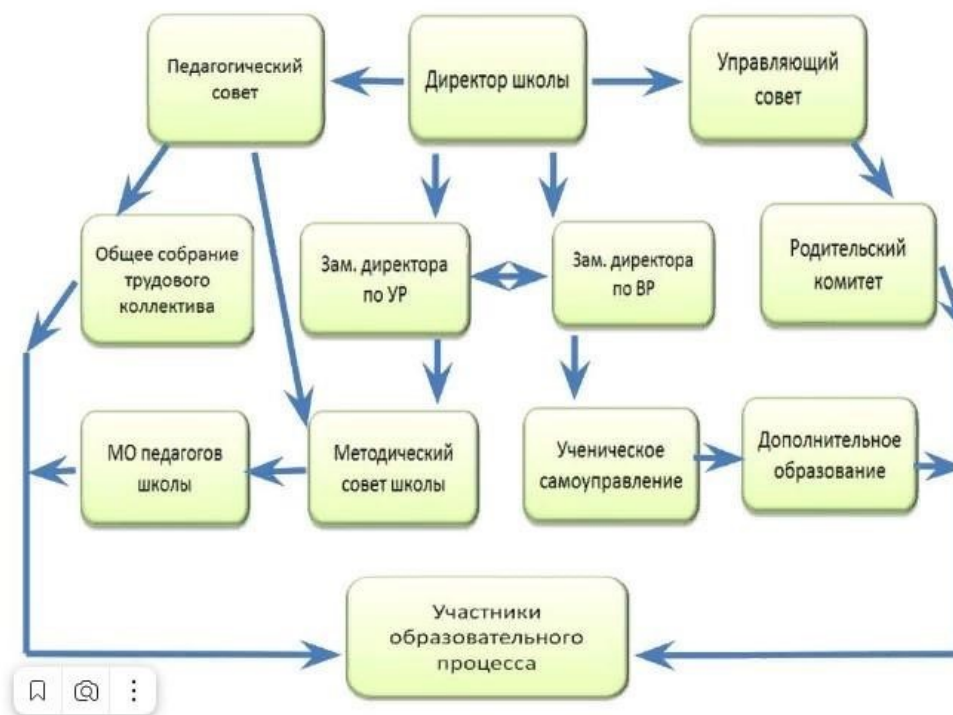 Педагогический
совет
Директор школы
Управляющий
совет
Общее собрание
трудового
коллектива
Зам. директора
по УР
Зам. директора
по ВР
Родительский
комитет
МО педагогов
школы
Методический
совет школы
Ученическое
самоуправление
Дополнительное
образование
Участники
образовательного
процесса